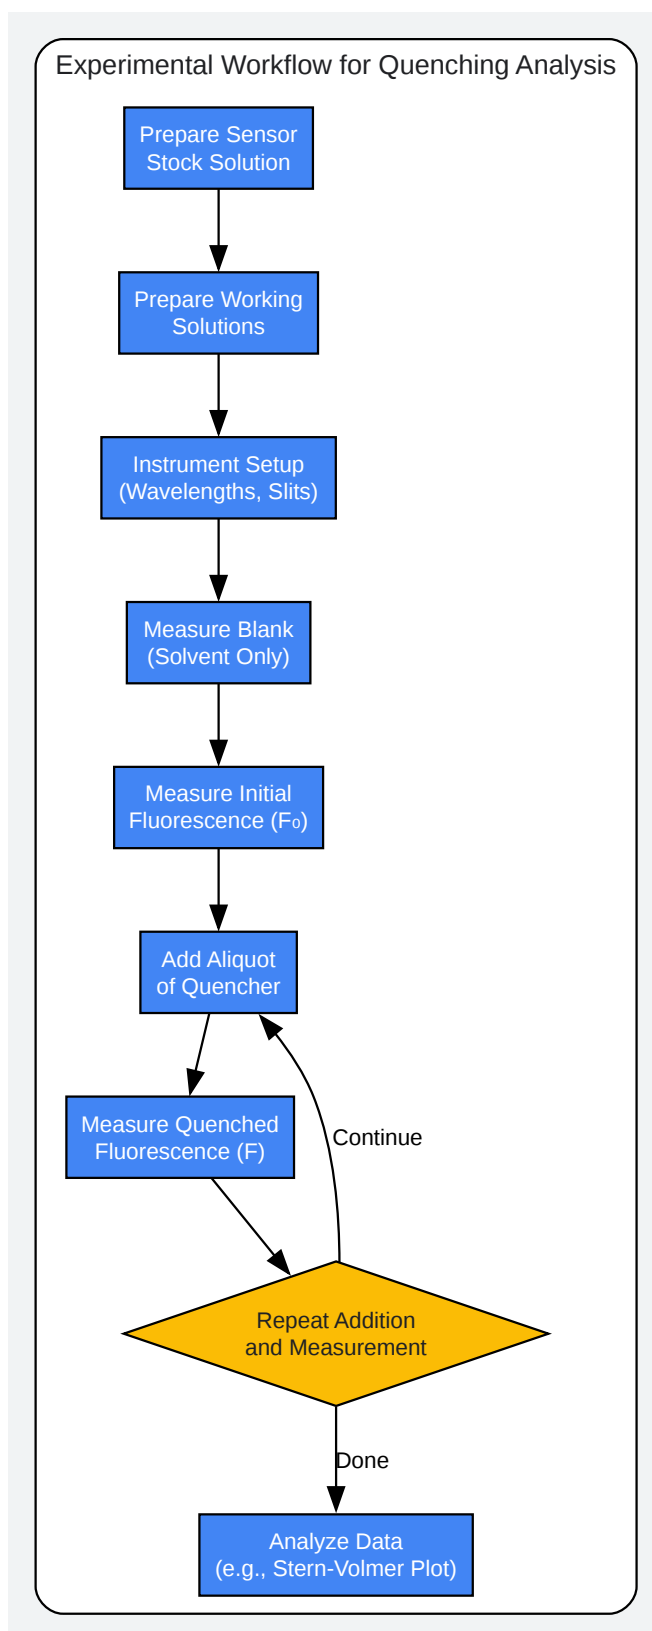 Experimental Workflow for Quenching Analysis
Prepare Sensor
Stock Solution
Prepare Working
Solutions
Instrument Setup
(Wavelengths, Slits)
Measure Blank
(Solvent Only)
Measure Initial
Fluorescence (F₀)
Add Aliquot
of Quencher
Measure Quenched
Fluorescence (F)
Continue
Repeat Addition
and Measurement
Done
Analyze Data
(e.g., Stern-Volmer Plot)